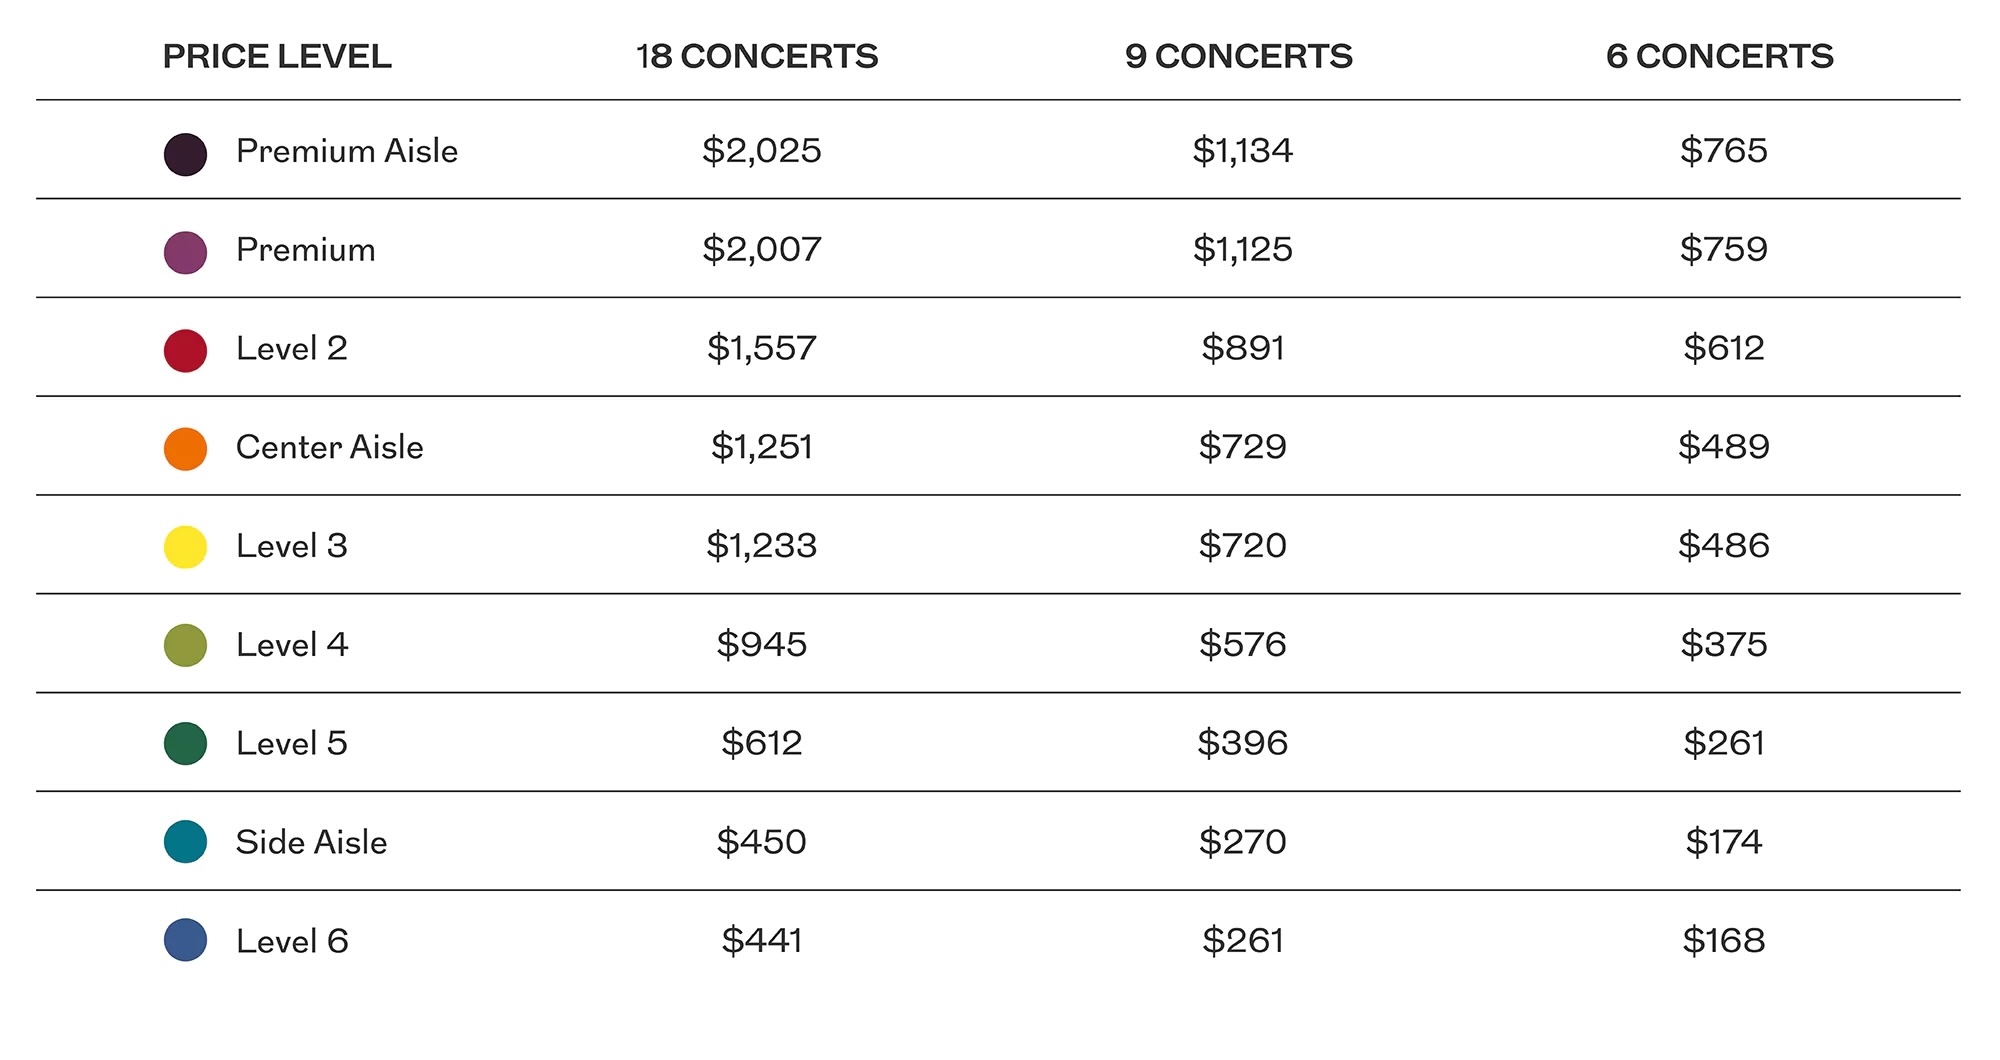 PRICE LEVEL 18 CONCERTS 9 CONCERTS 6 CONCERTS
Premium Aisle $2,025 $1,134 $765
Premium $2,007 $1,125 $759
Level 2 $1,557 $891 $612
Center Aisle $1,251 $729 $489
Level 3 $1,233 $720 $486
Level 4 $945 $576 $375
Level 5 $612 $396 $261
Side Aisle $450 $270 $174
Level 6 $441 $261 $168